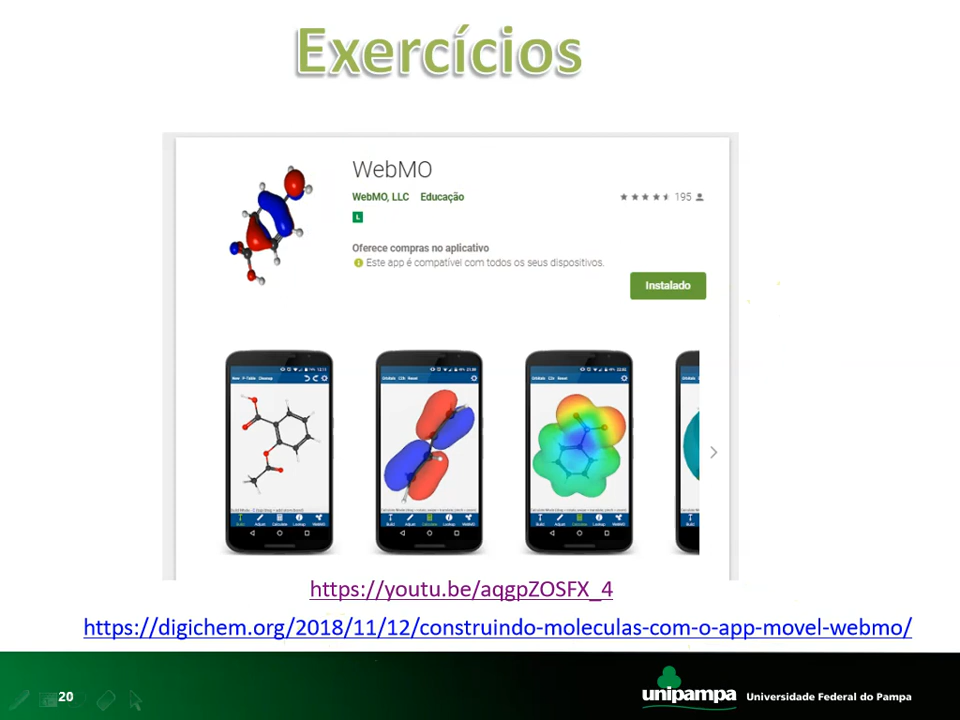 Exercícios
WebMO
WebMO, LLC Educação
195
L
Oferece compras no aplicativo
Este app é compatível com todos os seus dispositivos.
Instalado
https://youtu.be/aqgpZOSFX_4
https://digichem.org/2018/11/12/construindo-moleculas-com-o-app-movel-webmo/
20
unipampa
Universidade Federal do Pampa